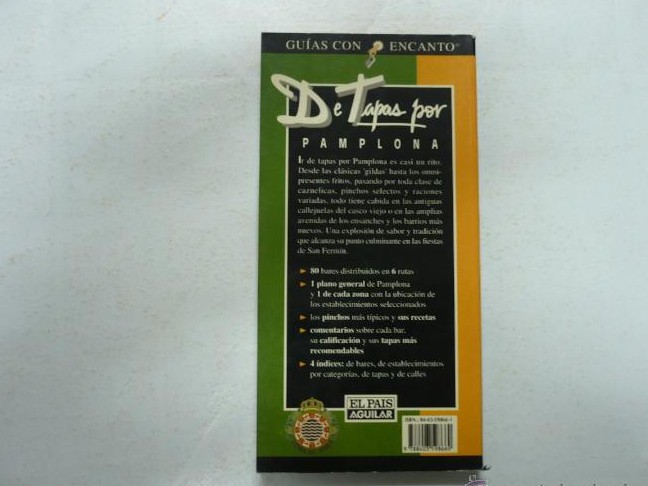 GUÍAS CON ENCANTO
De Tapas por
PAMPLONA
Ir de tapas por Pamplona es casi un rito.
Desde las clásicas 'gildas' hasta los omni-
presentes fritos, pasando por toda clase de
cazuelicas, pinchos selectos y raciones
variadas, todo tiene cabida en las antiguas
callejuelas del casco viejo o en las amplias
avenidas de los ensanches y los barrios más
nuevos. Una explosión de sabor y tradición
que alcanza su punto culminante en las fiestas
de San Fermín.
► 80 bares distribuidos en 6 rutas
► 1 plano general de Pamplona
y 1 de cada zona con la ubicación de
los establecimientos seleccionados
► los pinchos más típicos y sus recetas
► comentarios sobre cada bar,
su calificación y sus tapas más
recomendables
► 4 índices: de bares, de establecimientos
por categorías, de tapas y de calles
EL PAIS
AGUILAR